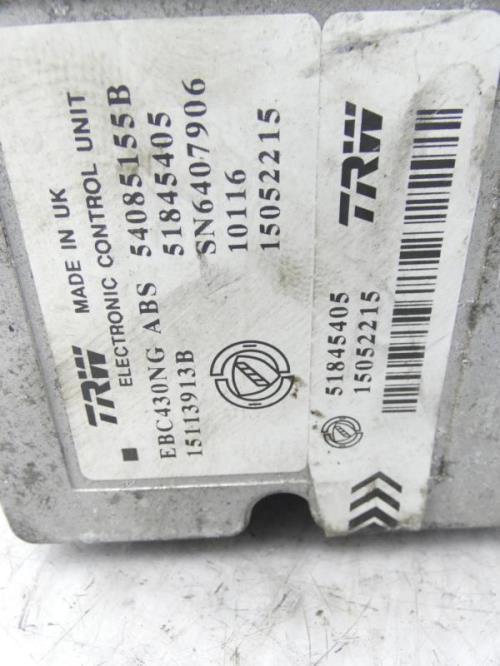 TRW MADE IN UK
ELECTRONIC CONTROL UNIT
EBC430NG ABS 54085155B
15113913B 51845405
SN6407906
10116
15052215
TRW
51845405
15052215